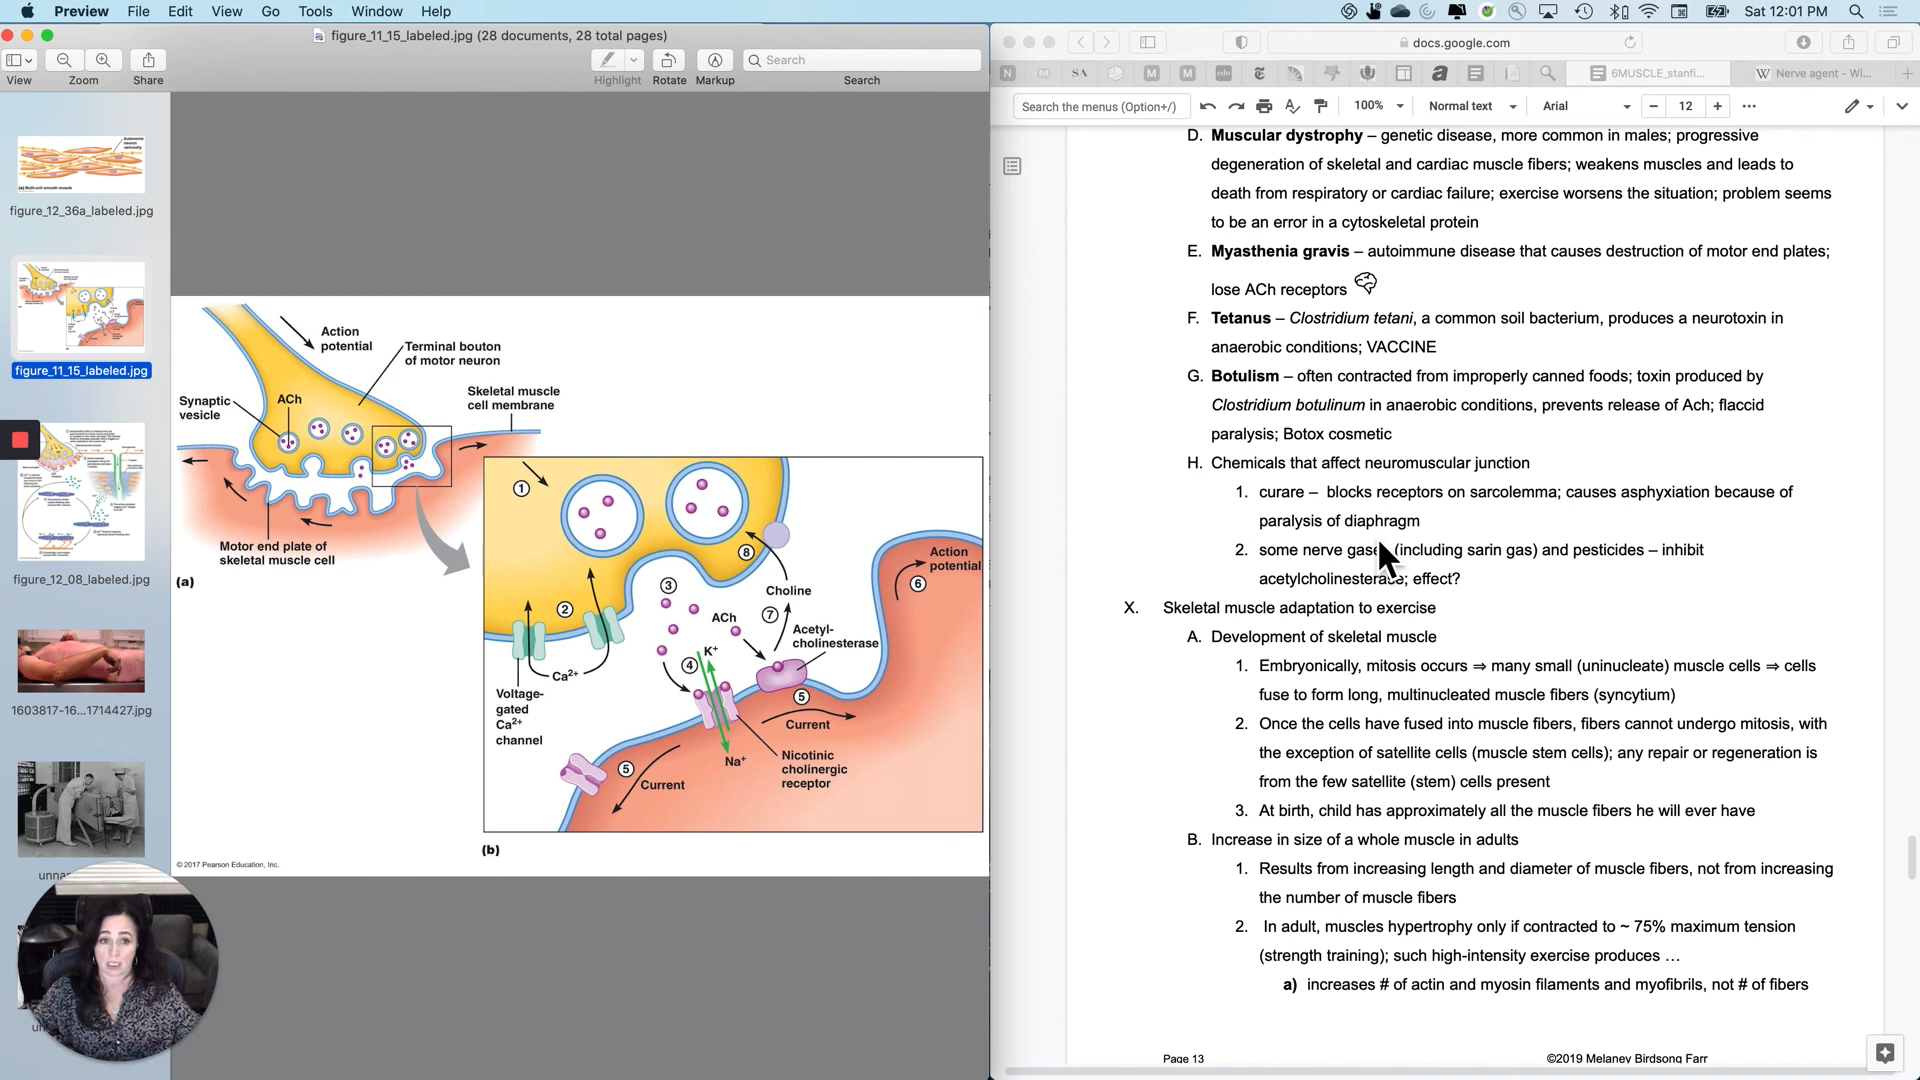 Preview File Edit View Go Tools Window Help
Sat 12:01 PM
figure_11_15_labeled.jpg (28 documents, 28 total pages)
Search
View Zoom Share Highlight Rotate Markup Search
figure_12_36a_labeled.jpg
figure_11_15_labeled.jpg
figure_12_08_labeled.jpg
1603817-16...1714427.jpg
Action
potential
Terminal bouton
of motor neuron
Skeletal muscle
cell membrane
Synaptic
vesicle
ACh
Motor end plate of
skeletal muscle cell
(a)
1
2
3
4
5
5
6
7
8
Choline
ACh
Acetyl-
cholinesterase
Action
potential
K+
Ca2+
Voltage-
gated
Ca2+
channel
Current
Na+
Nicotinic
cholinergic
receptor
Current
(b)
© 2017 Pearson Education, Inc.
docs.google.com
6MUSCLE_stanfi...
Nerve agent - Wi...
Search the menus (Option+/)
100% Normal text Arial 12
D. Muscular dystrophy – genetic disease, more common in males; progressive
degeneration of skeletal and cardiac muscle fibers; weakens muscles and leads to
death from respiratory or cardiac failure; exercise worsens the situation; problem seems
to be an error in a cytoskeletal protein
E. Myasthenia gravis – autoimmune disease that causes destruction of motor end plates;
lose ACh receptors
F. Tetanus – Clostridium tetani, a common soil bacterium, produces a neurotoxin in
anaerobic conditions; VACCINE
G. Botulism – often contracted from improperly canned foods; toxin produced by
Clostridium botulinum in anaerobic conditions, prevents release of Ach; flaccid
paralysis; Botox cosmetic
H. Chemicals that affect neuromuscular junction
1. curare – blocks receptors on sarcolemma; causes asphyxiation because of
paralysis of diaphragm
2. some nerve gases (including sarin gas) and pesticides – inhibit
acetylcholinesterase; effect?
X. Skeletal muscle adaptation to exercise
A. Development of skeletal muscle
1. Embryonically, mitosis occurs ⇒ many small (uninucleate) muscle cells ⇒ cells
fuse to form long, multinucleated muscle fibers (syncytium)
2. Once the cells have fused into muscle fibers, fibers cannot undergo mitosis, with
the exception of satellite cells (muscle stem cells); any repair or regeneration is
from the few satellite (stem) cells present
3. At birth, child has approximately all the muscle fibers he will ever have
B. Increase in size of a whole muscle in adults
1. Results from increasing length and diameter of muscle fibers, not from increasing
the number of muscle fibers
2. In adult, muscles hypertrophy only if contracted to ~ 75% maximum tension
(strength training); such high-intensity exercise produces …
a) increases # of actin and myosin filaments and myofibrils, not # of fibers
Page 13
©2019 Melaney Birdsong Farr